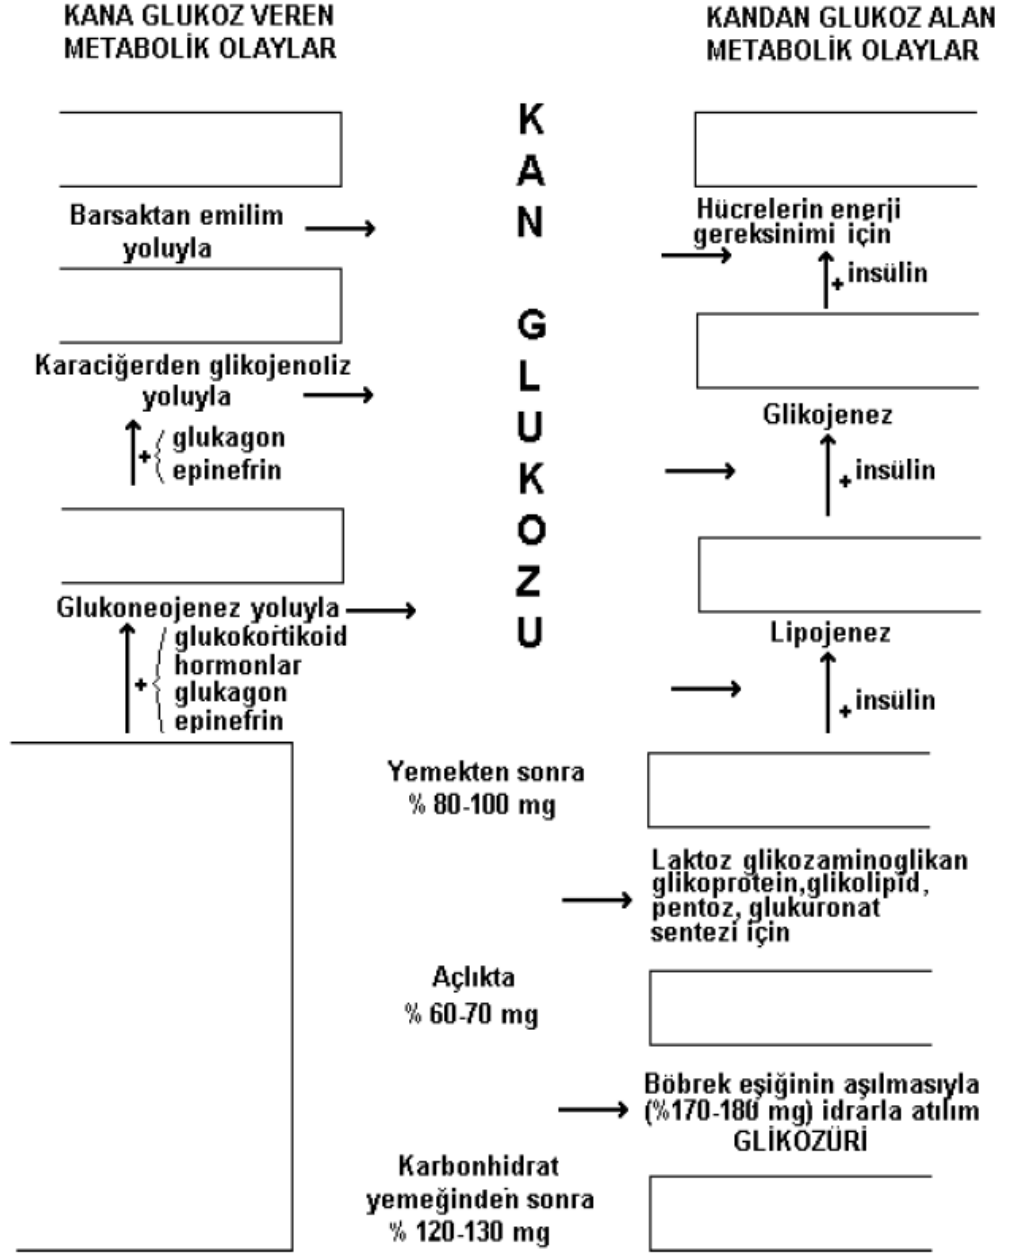 KANA GLUKOZ VEREN
METABOLİK OLAYLAR
Barsaktan emilim
yoluyla
Karaciğerden glikojenoliz
yoluyla
+ glukagon
epinefrin
Glukoneojenez yoluyla
glukokortikoid
hormonlar
+ glukagon
epinefrin
K
A
N
G
L
U
K
O
Z
U
Yemekten sonra
% 80-100 mg
Açlıkta
% 60-70 mg
Karbonhidrat
yemeğinden sonra
% 120-130 mg
KANDAN GLUKOZ ALAN
METABOLİK OLAYLAR
Hücrelerin enerji
gereksinimi için
+ insülin
Glikojenez
+ insülin
Lipojenez
+ insülin
Laktoz glikozaminoglikan
glikoprotein,glikolipid,
pentoz, glukuronat
sentezi için
Böbrek eşiğinin aşılmasıyla
(%170-180 mg) idrarla atılım
GLİKOZÜRİ